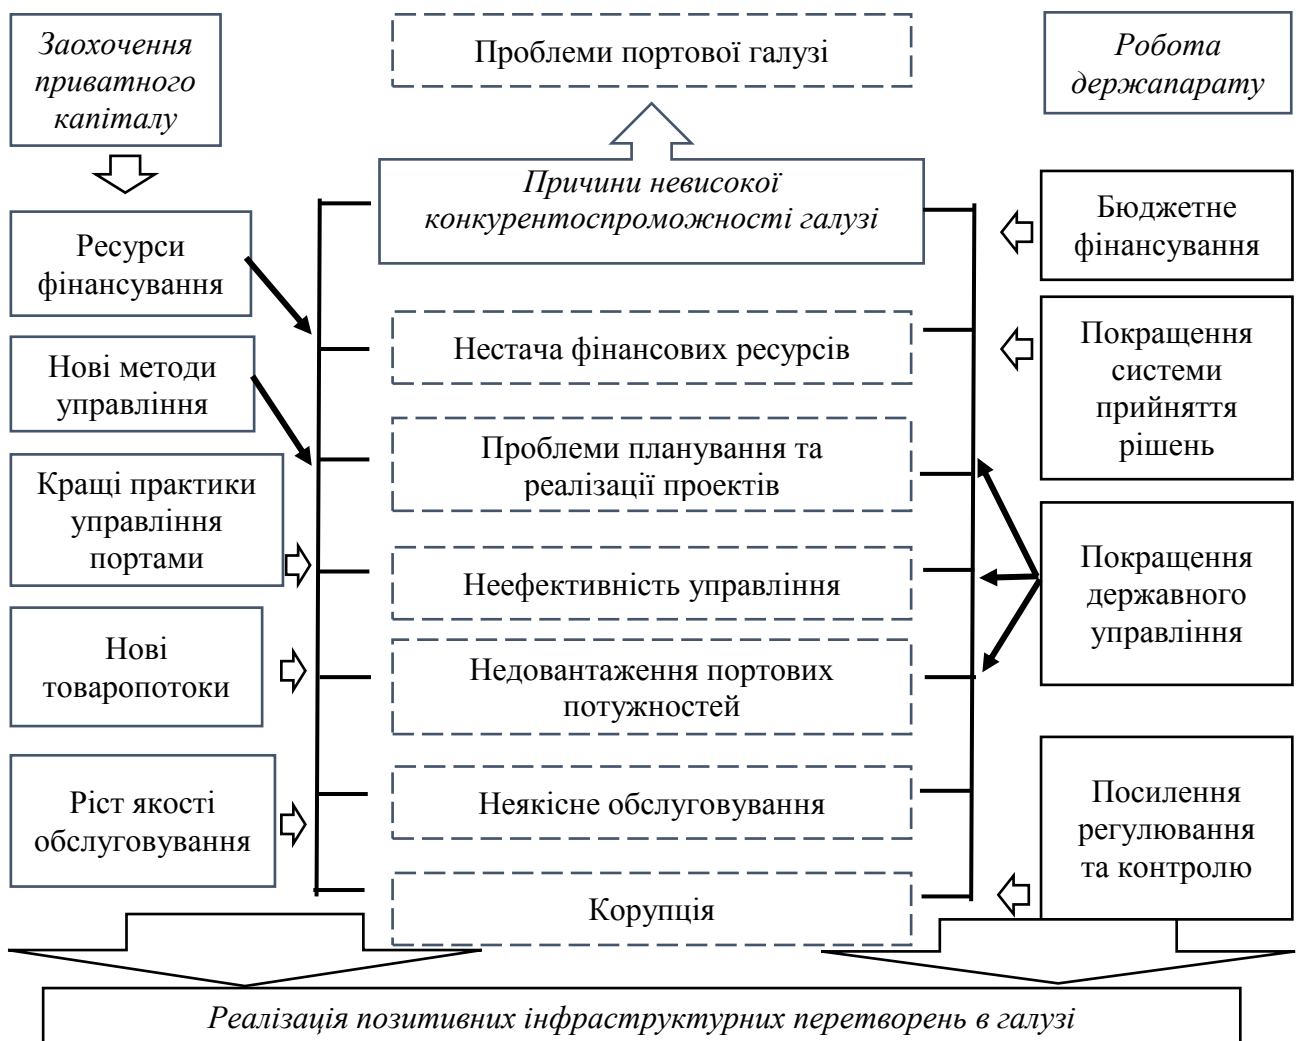 Заохочення
приватного
капіталу
Проблеми портової галузі
Робота
держапарату
Причини невисокої
конкурентоспроможності галузі
Ресурси
фінансування
Нові методи
управління
Кращі практики
управління
портами
Нові
товаропотоки
Ріст якості
обслуговування
Нестача фінансових ресурсів
Проблеми планування та
реалізації проектів
Неефективність управління
Недовантаження портових
потужностей
Неякісне обслуговування
Корупція
Бюджетне
фінансування
Покращення
системи
прийняття
рішень
Покращення
державного
управління
Посилення
регулювання
та контролю
Реалізація позитивних інфраструктурних перетворень в галузі